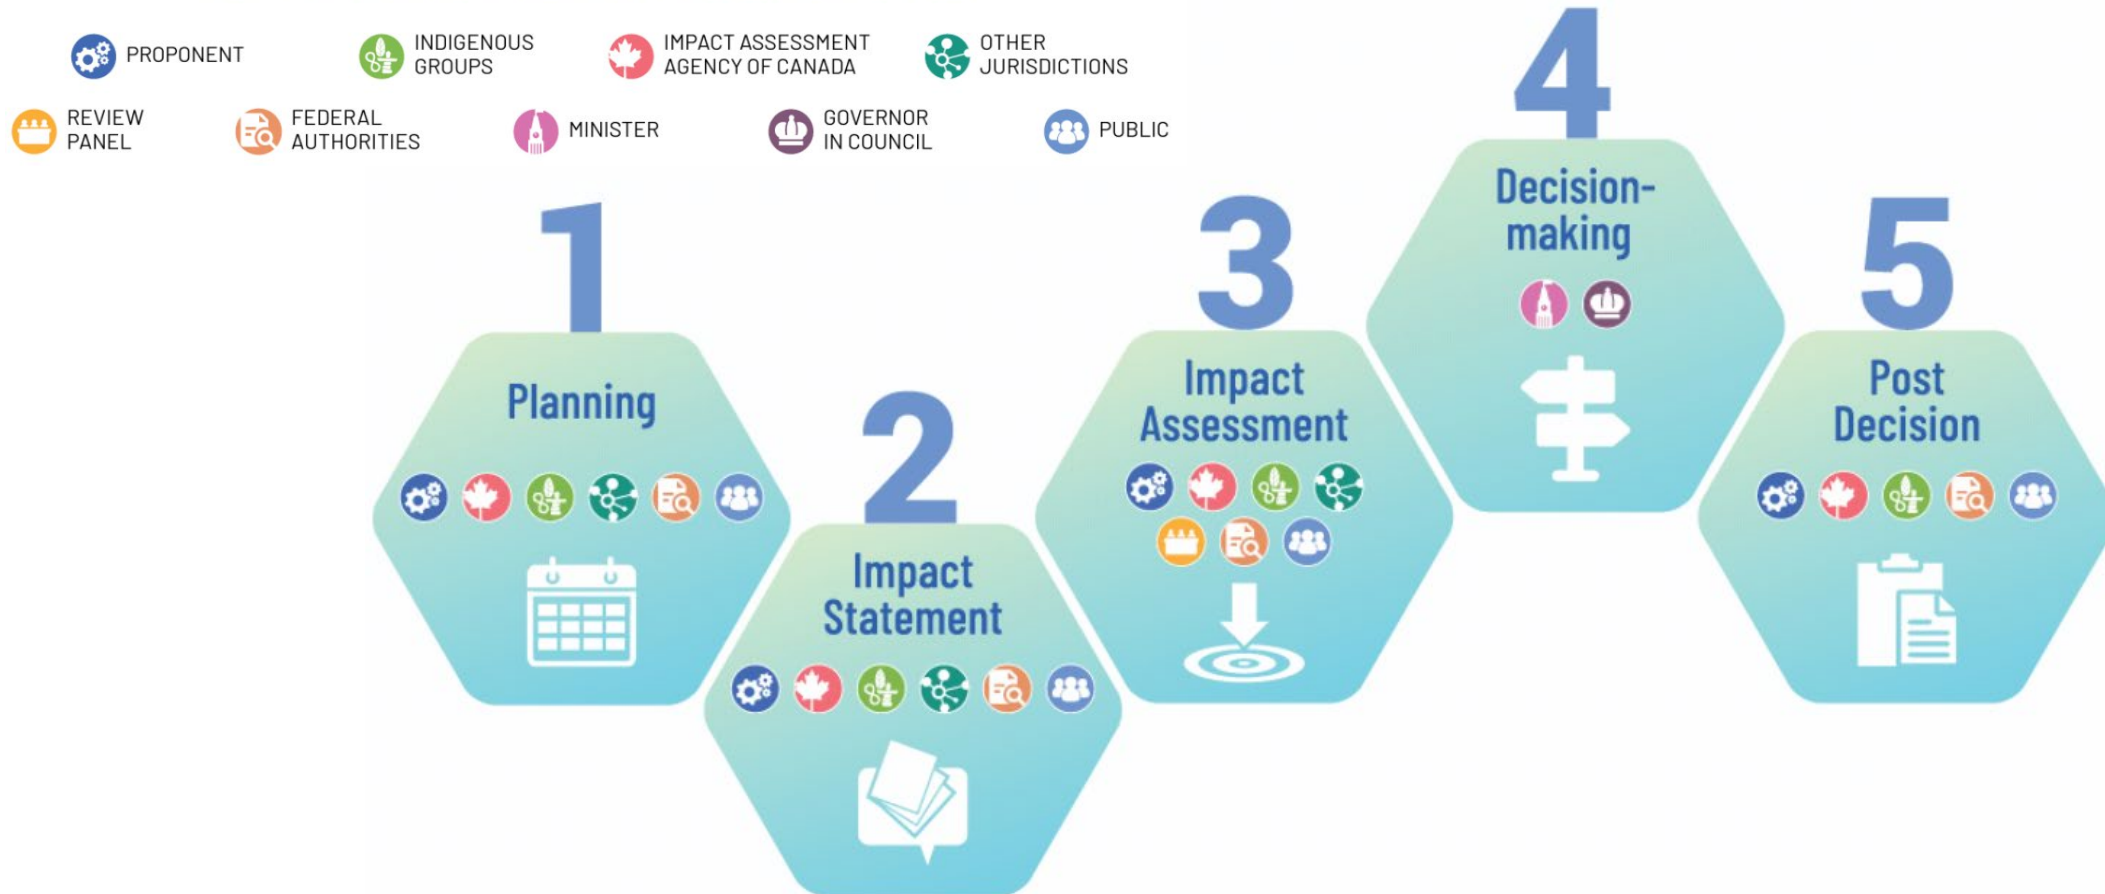 PROPONENT
INDIGENOUS
GROUPS
IMPACT ASSESSMENT
AGENCY OF CANADA
OTHER
JURISDICTIONS
REVIEW
PANEL
FEDERAL
AUTHORITIES
MINISTER
GOVERNOR
IN COUNCIL
PUBLIC
1
Planning
2
Impact
Statement
3
Impact
Assessment
4
Decision-
making
5
Post
Decision